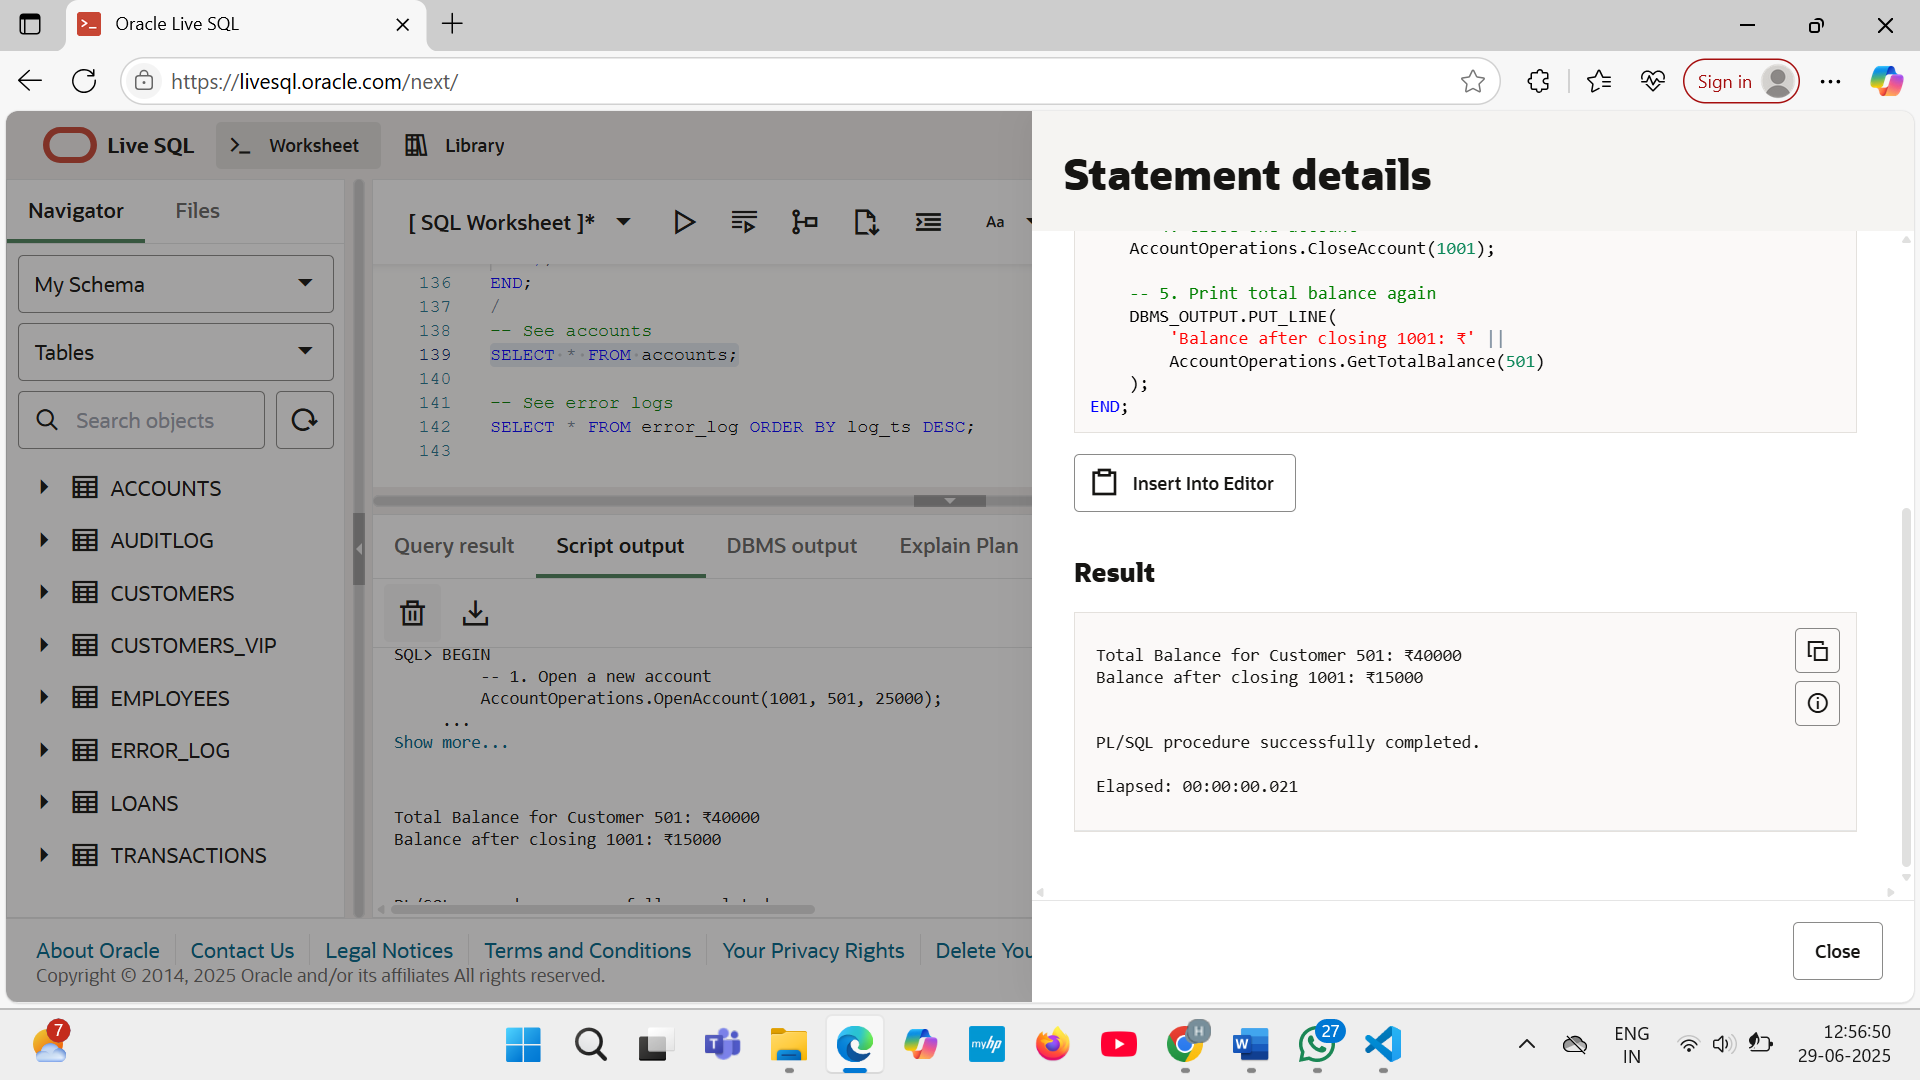 Oracle Live SQL
https://livesql.oracle.com/next/
Sign in
Live SQL
Worksheet
Library
Navigator
Files
My Schema
Tables
Search objects
ACCOUNTS
AUDITLOG
CUSTOMERS
CUSTOMERS_VIP
EMPLOYEES
ERROR_LOG
LOANS
TRANSACTIONS
[ SQL Worksheet ]*
Aa
136 END;
137 /
138 -- See accounts
139 SELECT * FROM accounts;
140
141 -- See error logs
142 SELECT * FROM error_log ORDER BY log_ts DESC;
143
Query result
Script output
DBMS output
Explain Plan
SQL> BEGIN
-- 1. Open a new account
AccountOperations.OpenAccount(1001, 501, 25000);
...
Show more...
Total Balance for Customer 501: ₹40000
Balance after closing 1001: ₹15000
Statement details
AccountOperations.CloseAccount(1001);
-- 5. Print total balance again
DBMS_OUTPUT.PUT_LINE(
'Balance after closing 1001: ₹' ||
AccountOperations.GetTotalBalance(501)
);
END;
Insert Into Editor
Result
Total Balance for Customer 501: ₹40000
Balance after closing 1001: ₹15000
PL/SQL procedure successfully completed.
Elapsed: 00:00:00.021
Close
About Oracle
Contact Us
Legal Notices
Terms and Conditions
Your Privacy Rights
Delete You
Copyright © 2014, 2025 Oracle and/or its affiliates All rights reserved.
7
T
myhp
H
W
27
ENG
IN
12:56:50
29-06-2025